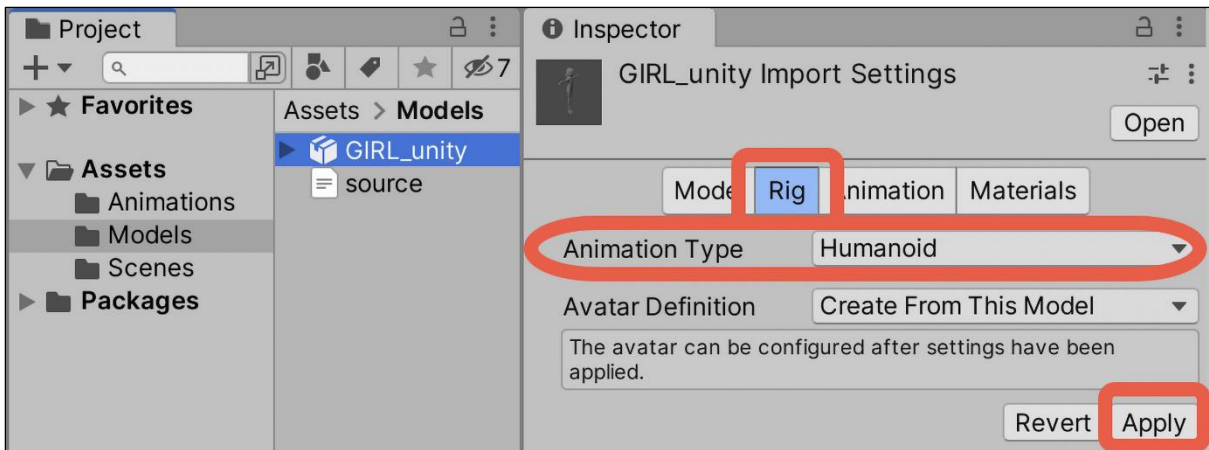 Project
7
Favorites
Assets
Animations
Models
Scenes
Packages
Assets > Models
GIRL_unity
source
Inspector
GIRL_unity Import Settings
Open
Rig
Materials
Animation Type
Humanoid
Avatar Definition
Create From This Model
The avatar can be configured after settings have been
applied.
Revert
Apply